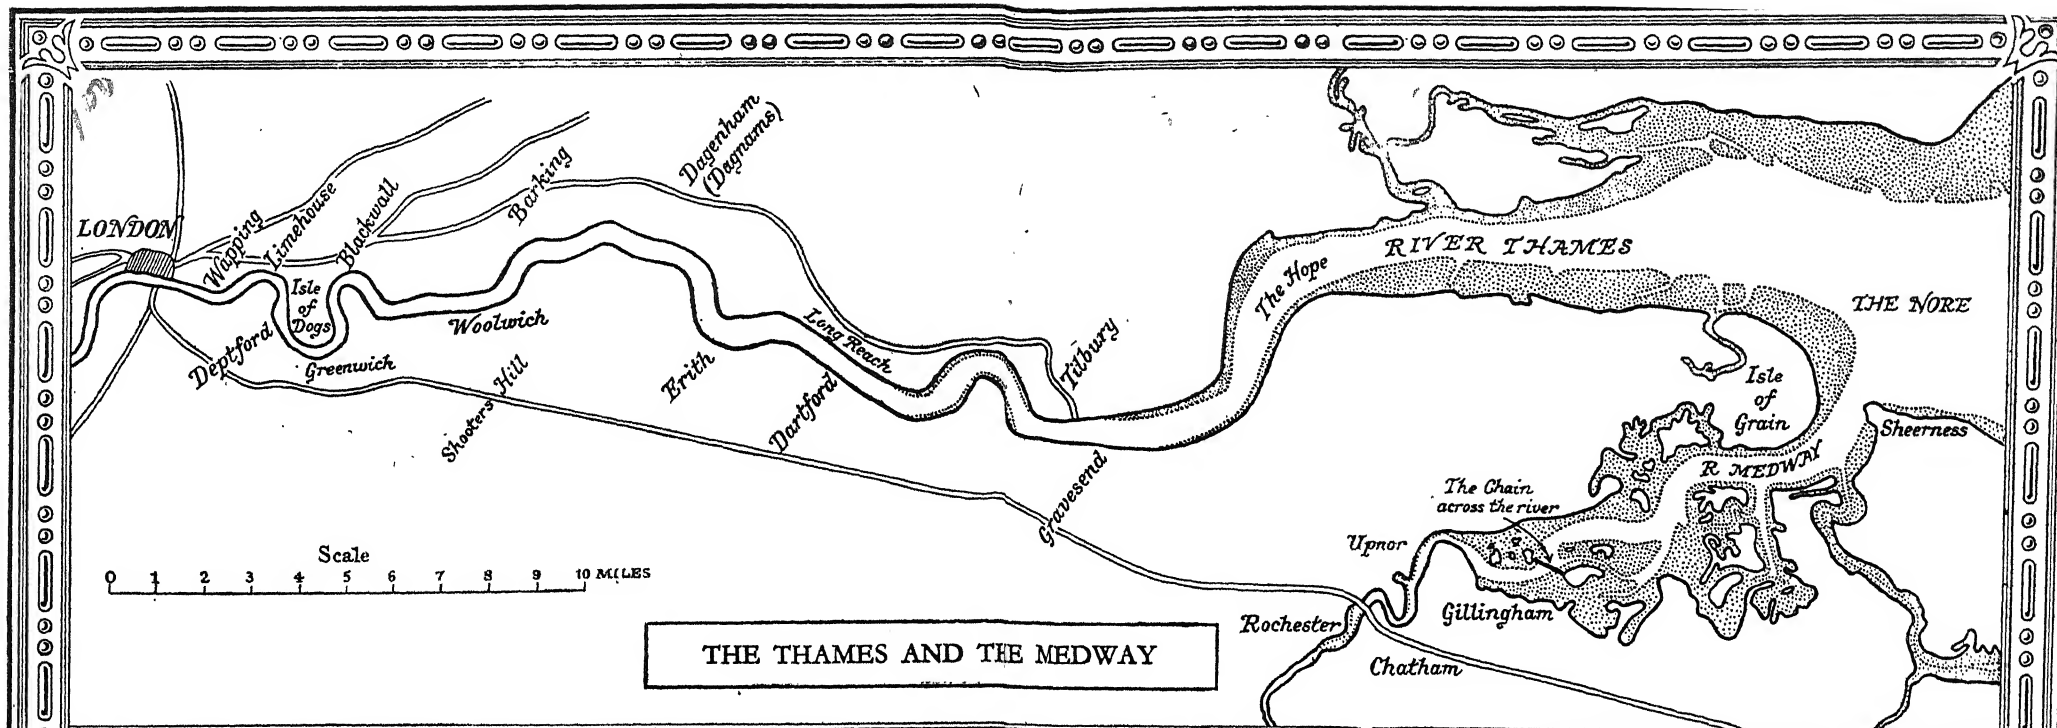 LONDON
Wapping
Limehouse
Blackwall
Barking
Dagenham
(Dagnams)
Isle
of
Dogs
Deptford
Greenwich
Woolwich
Shooters Hill
Erith
Dartford
Long Reach
Tilbury
Gravesend
The Hope
RIVER THAMES
THE NORE
Isle
of
Grain
Sheerness
R MEDWAY
The Chain
across the river
Upnor
Gillingham
Rochester
Chatham
Scale
0 1 2 3 4 5 6 7 8 9 10 MILES
THE THAMES AND THE MEDWAY